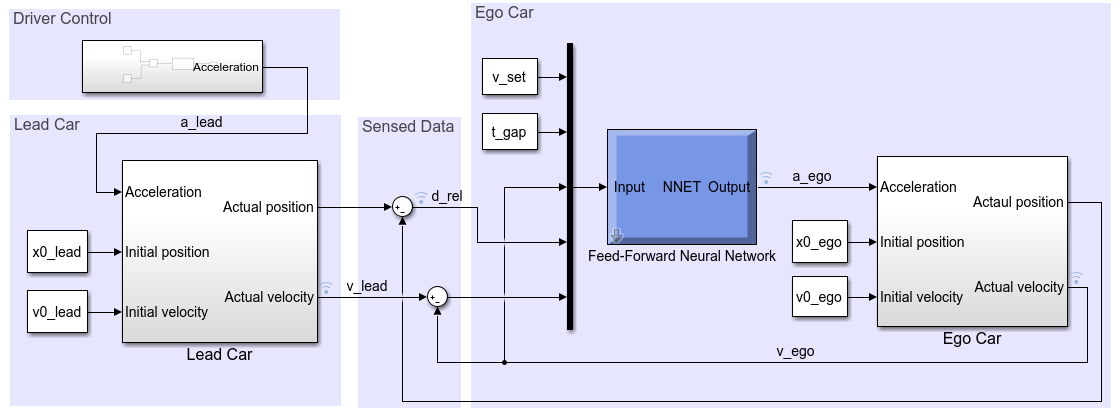 Driver Control
Acceleration
a_lead
Lead Car
Acceleration
Actual position
x0_lead
Initial position
Actual velocity
v0_lead
Initial velocity
Lead Car
Sensed Data
+
_
d_rel
v_lead
+
_
Ego Car
v_set
t_gap
Input NNET Output
Feed-Forward Neural Network
a_ego
Acceleration
Actaul position
x0_ego
Initial position
Actual velocity
v0_ego
Initial velocity
Ego Car
v_ego